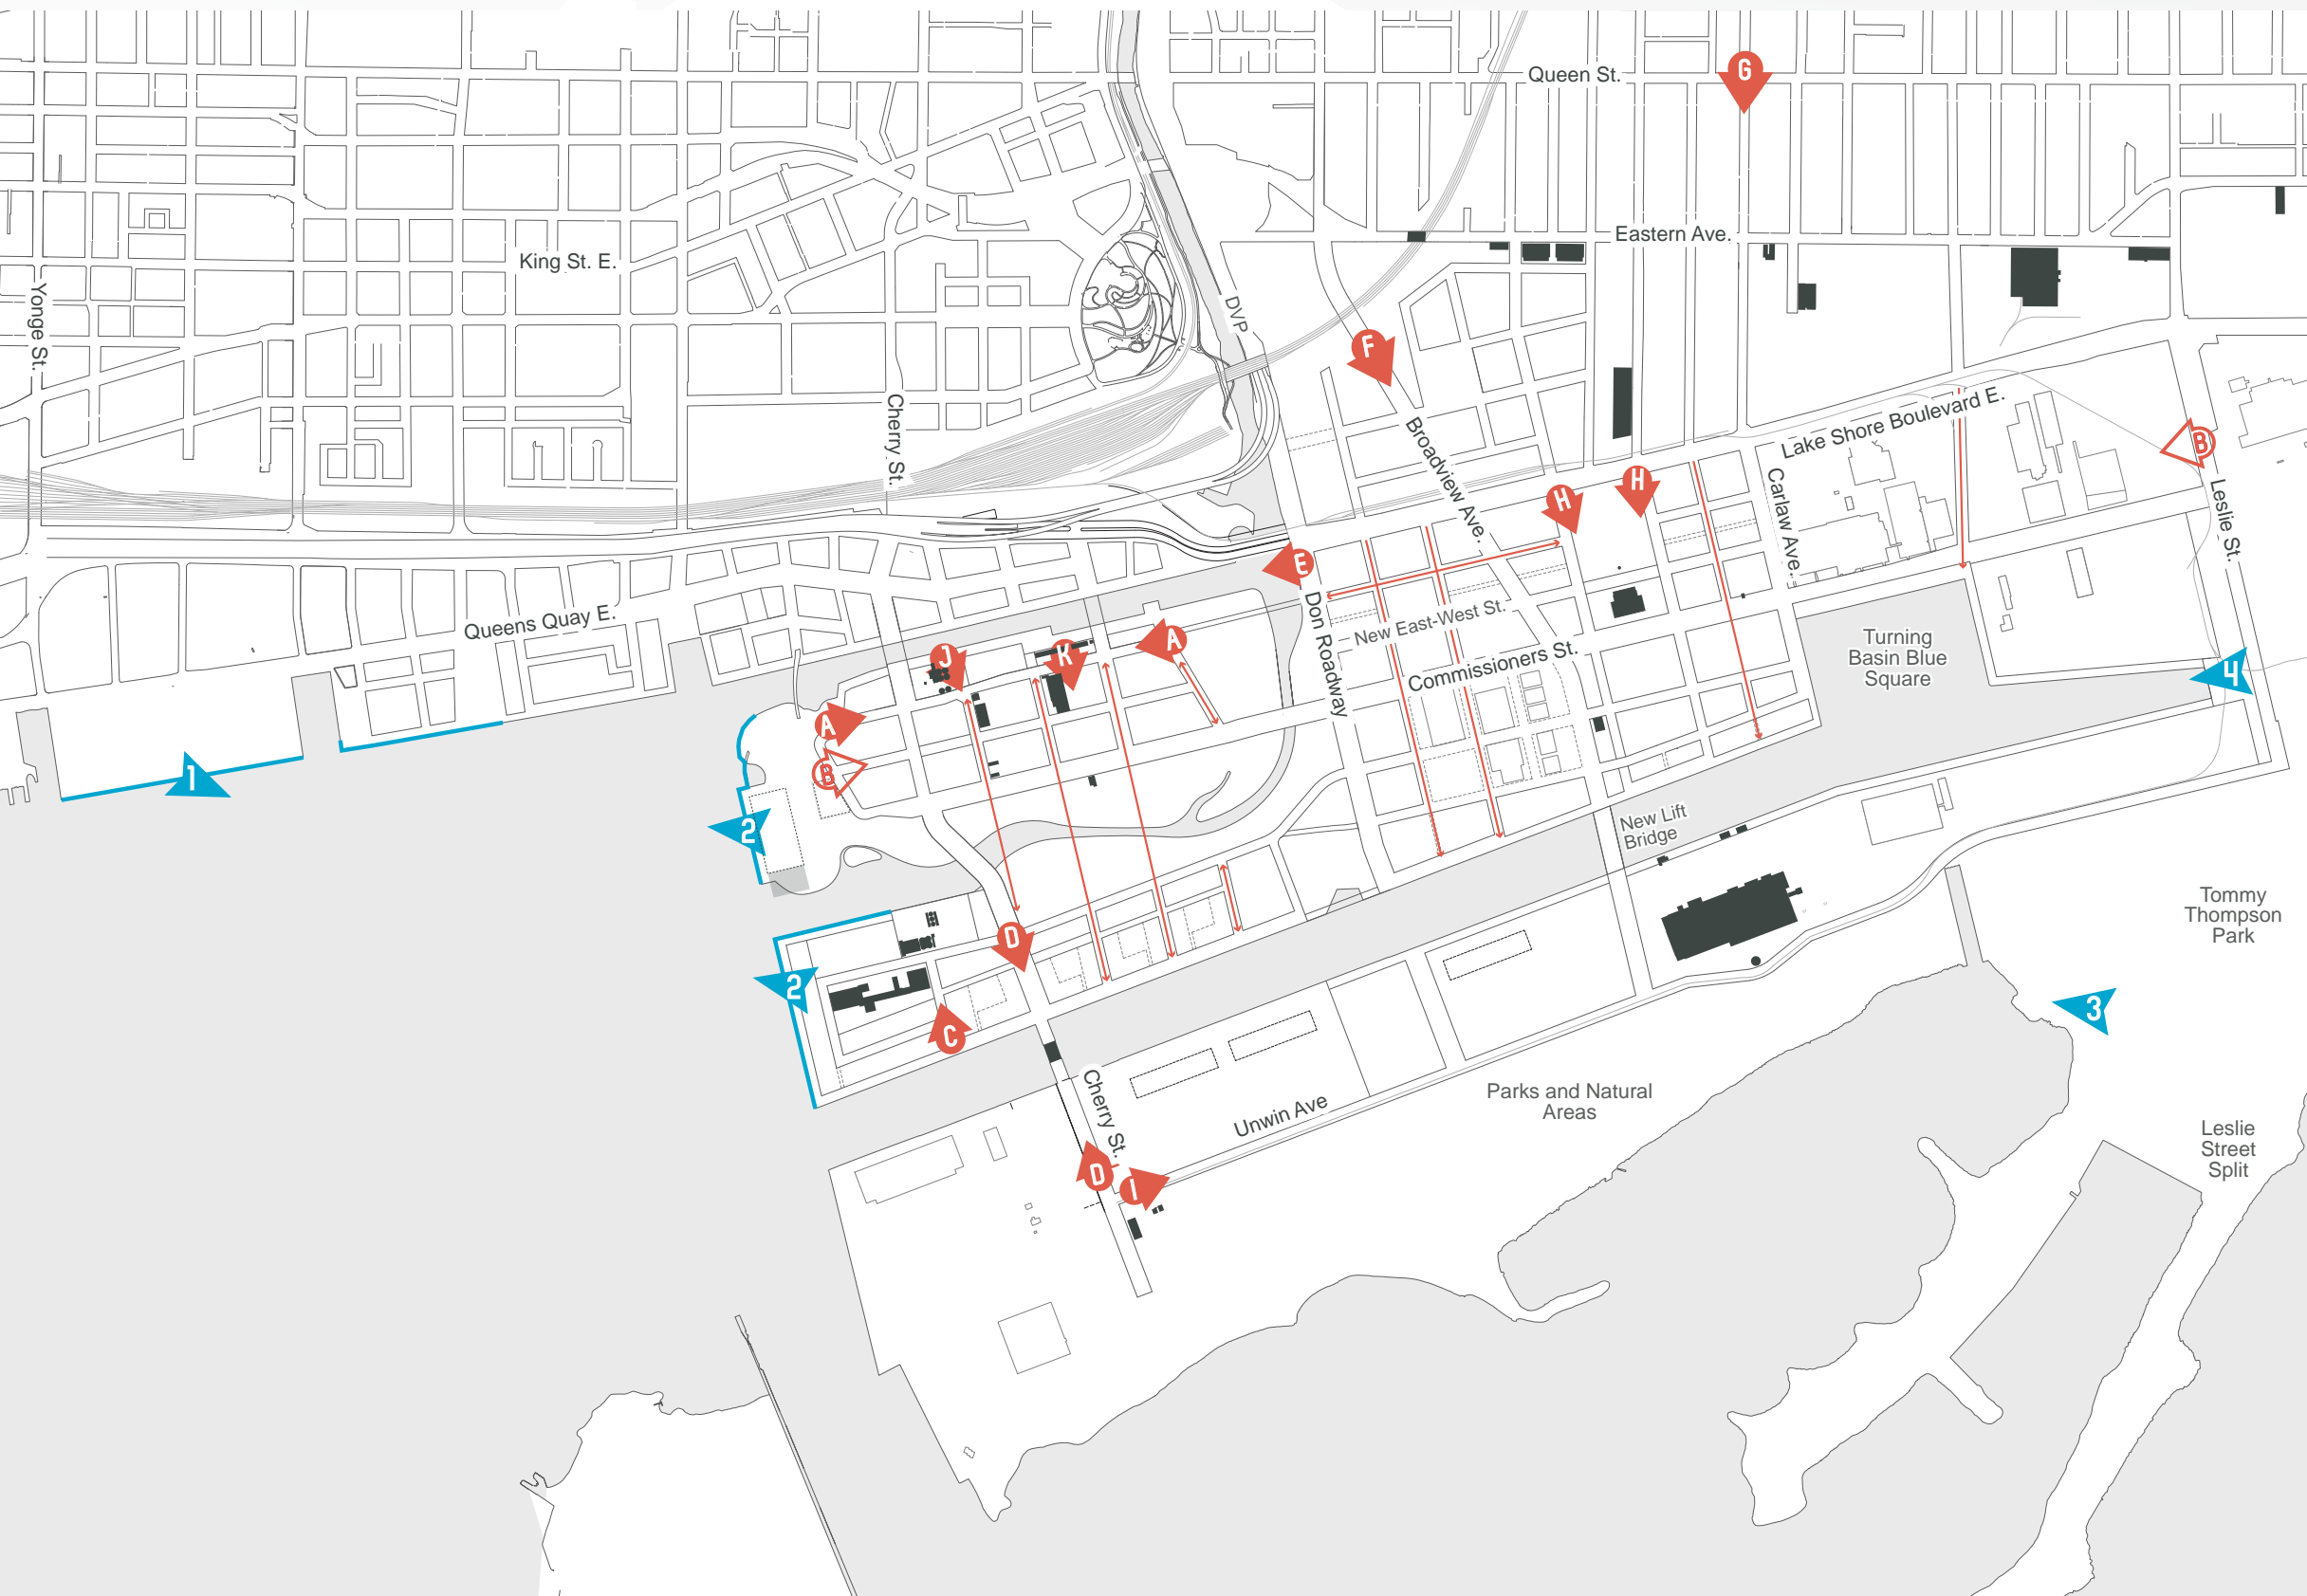 G
Queen St.
Eastern Ave.
King St. E.
Yonge St.
DVP
F
Cherry St.
Broadview Ave.
Lake Shore Boulevard E.
B
Carlaw Ave.
Leslie St.
H
H
E
Don Roadway
New East-West St.
Queens Quay E.
Commissioners St.
Turning
Basin Blue
Square
J
K
A
4
A
B
1
2
New Lift
Bridge
Tommy
Thompson
Park
D
2
C
3
Cherry St.
Unwin Ave
Parks and Natural
Areas
Leslie
Street
Split
D
I